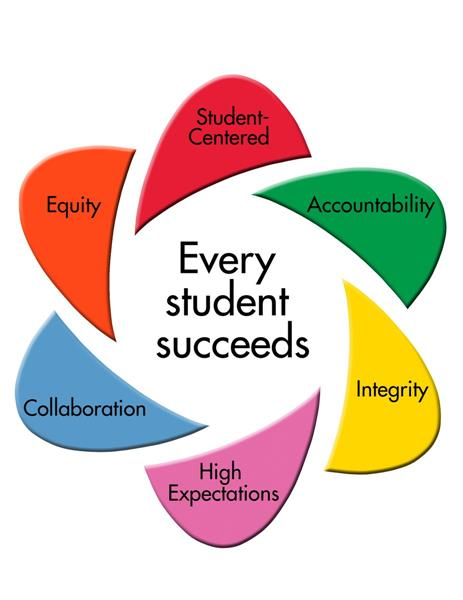 Student-
Centered
Equity
Accountability
Every
student
succeeds
Integrity
Collaboration
High
Expectations